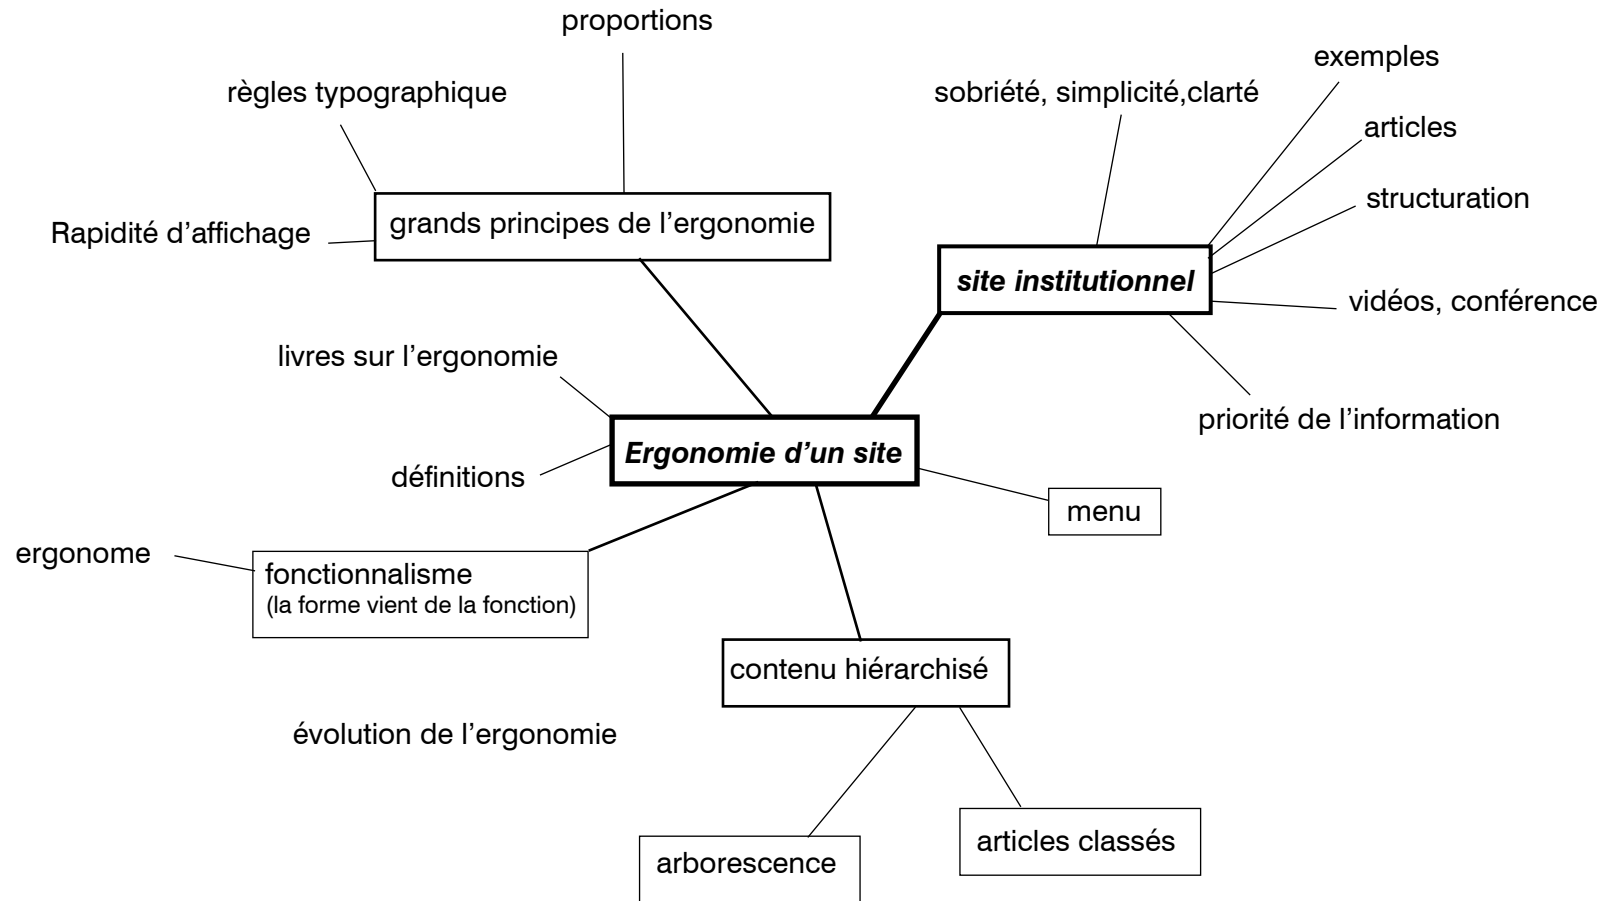 proportions
exemples
règles typographique
sobriété, simplicité,clarté
articles
structuration
grands principes de l’ergonomie
Rapidité d’affichage
site institutionnel
vidéos, conférence
livres sur l’ergonomie
priorité de l’information
Ergonomie d’un site
définitions
menu
ergonome
fonctionnalisme
(la forme vient de la fonction)
contenu hiérarchisé
évolution de l’ergonomie
articles classés
arborescence